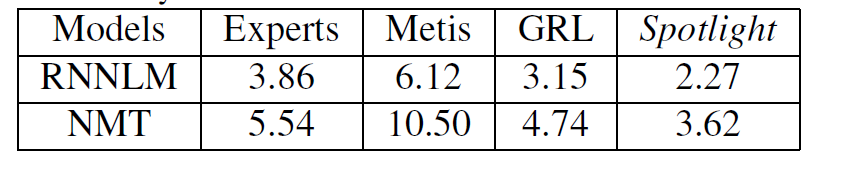 Models Experts Metis GRL Spotlight
RNNLM 3.86 6.12 3.15 2.27
NMT 5.54 10.50 4.74 3.62